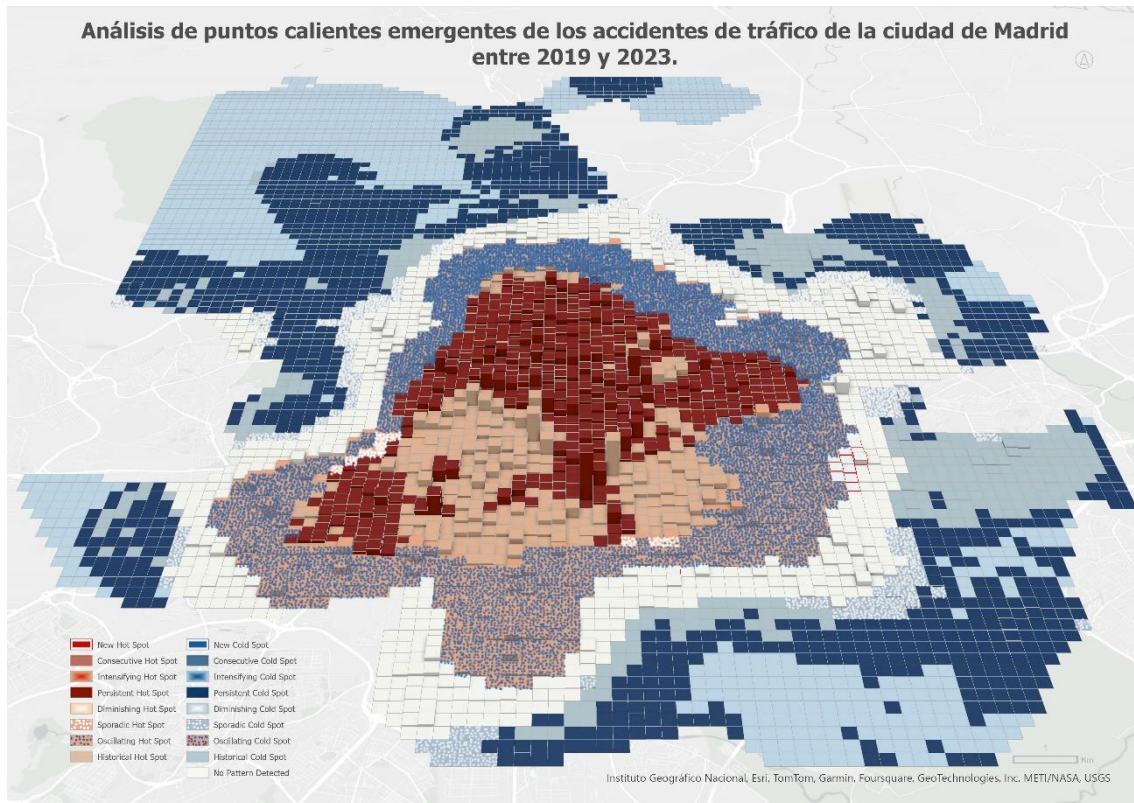 Análisis de puntos calientes emergentes de los accidentes de tráfico de la ciudad de Madrid
entre 2019 y 2023.
New Hot Spot
Consecutive Hot Spot
Intensifying Hot Spot
Persistent Hot Spot
Diminishing Hot Spot
Sporadic Hot Spot
Oscillating Hot Spot
Historical Hot Spot
New Cold Spot
Consecutive Cold Spot
Intensifying Cold Spot
Persistent Cold Spot
Diminishing Cold Spot
Sporadic Cold Spot
Oscillating Cold Spot
Historical Cold Spot
No Pattern Detected
Km
Instituto Geográfico Nacional, Esri, TomTom, Garmin, Foursquare, GeoTechnologies, Inc, METI/NASA, USGS